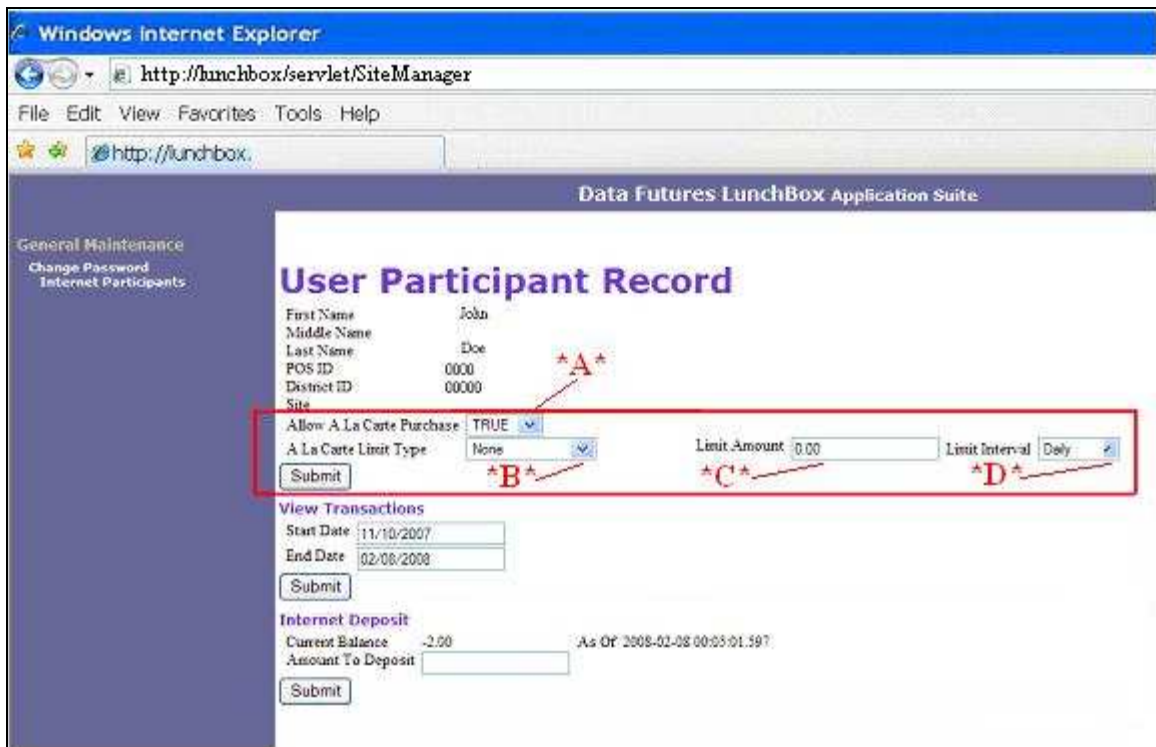 Windows Internet Explorer
http://lunchbox/servlet/SiteManager
File Edit View Favorites Tools Help
http://lunchbox.
Data Futures LunchBox Application Suite
General Maintenance
Change Password
Internet Participants
User Participant Record
First Name John
Middle Name
Last Name Doe
POS ID 0000
District ID 00000
*A*
Site
Allow A La Carte Purchase TRUE
A La Carte Limit Type None Limit Amount 0.00 Limit Interval Daily
Submit *B* *C* *D*
View Transactions
Start Date 11/10/2007
End Date 02/08/2008
Submit
Internet Deposit
Current Balance -2.00 As Of 2008-02-08 00:05:01.597
Amount To Deposit
Submit